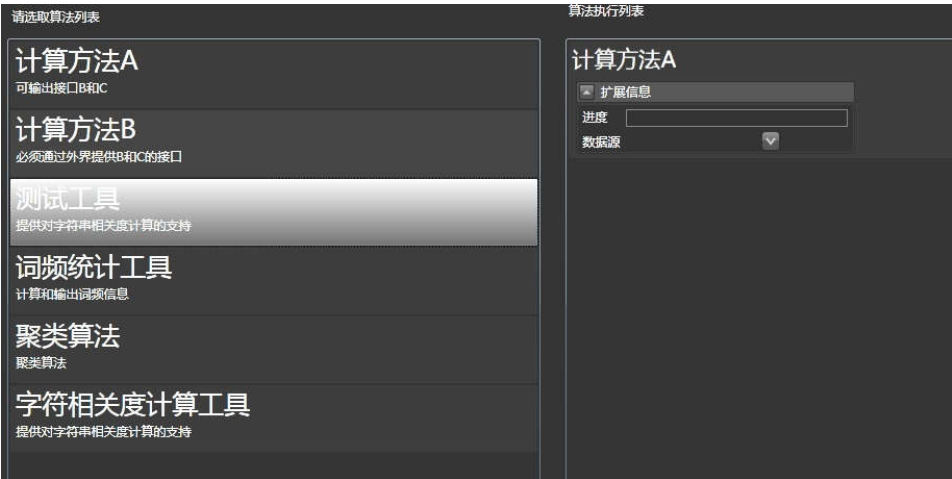 请选取算法列表
计算方法A
可输出接口B和C
计算方法B
必须通过外界提供B和C的接口
测试工具
提供对字符串相关度计算的支持
词频统计工具
计算和输出词频信息
聚类算法
聚类算法
字符相关度计算工具
提供对字符串相关度计算的支持
算法执行列表
计算方法A
扩展信息
进度
数据源